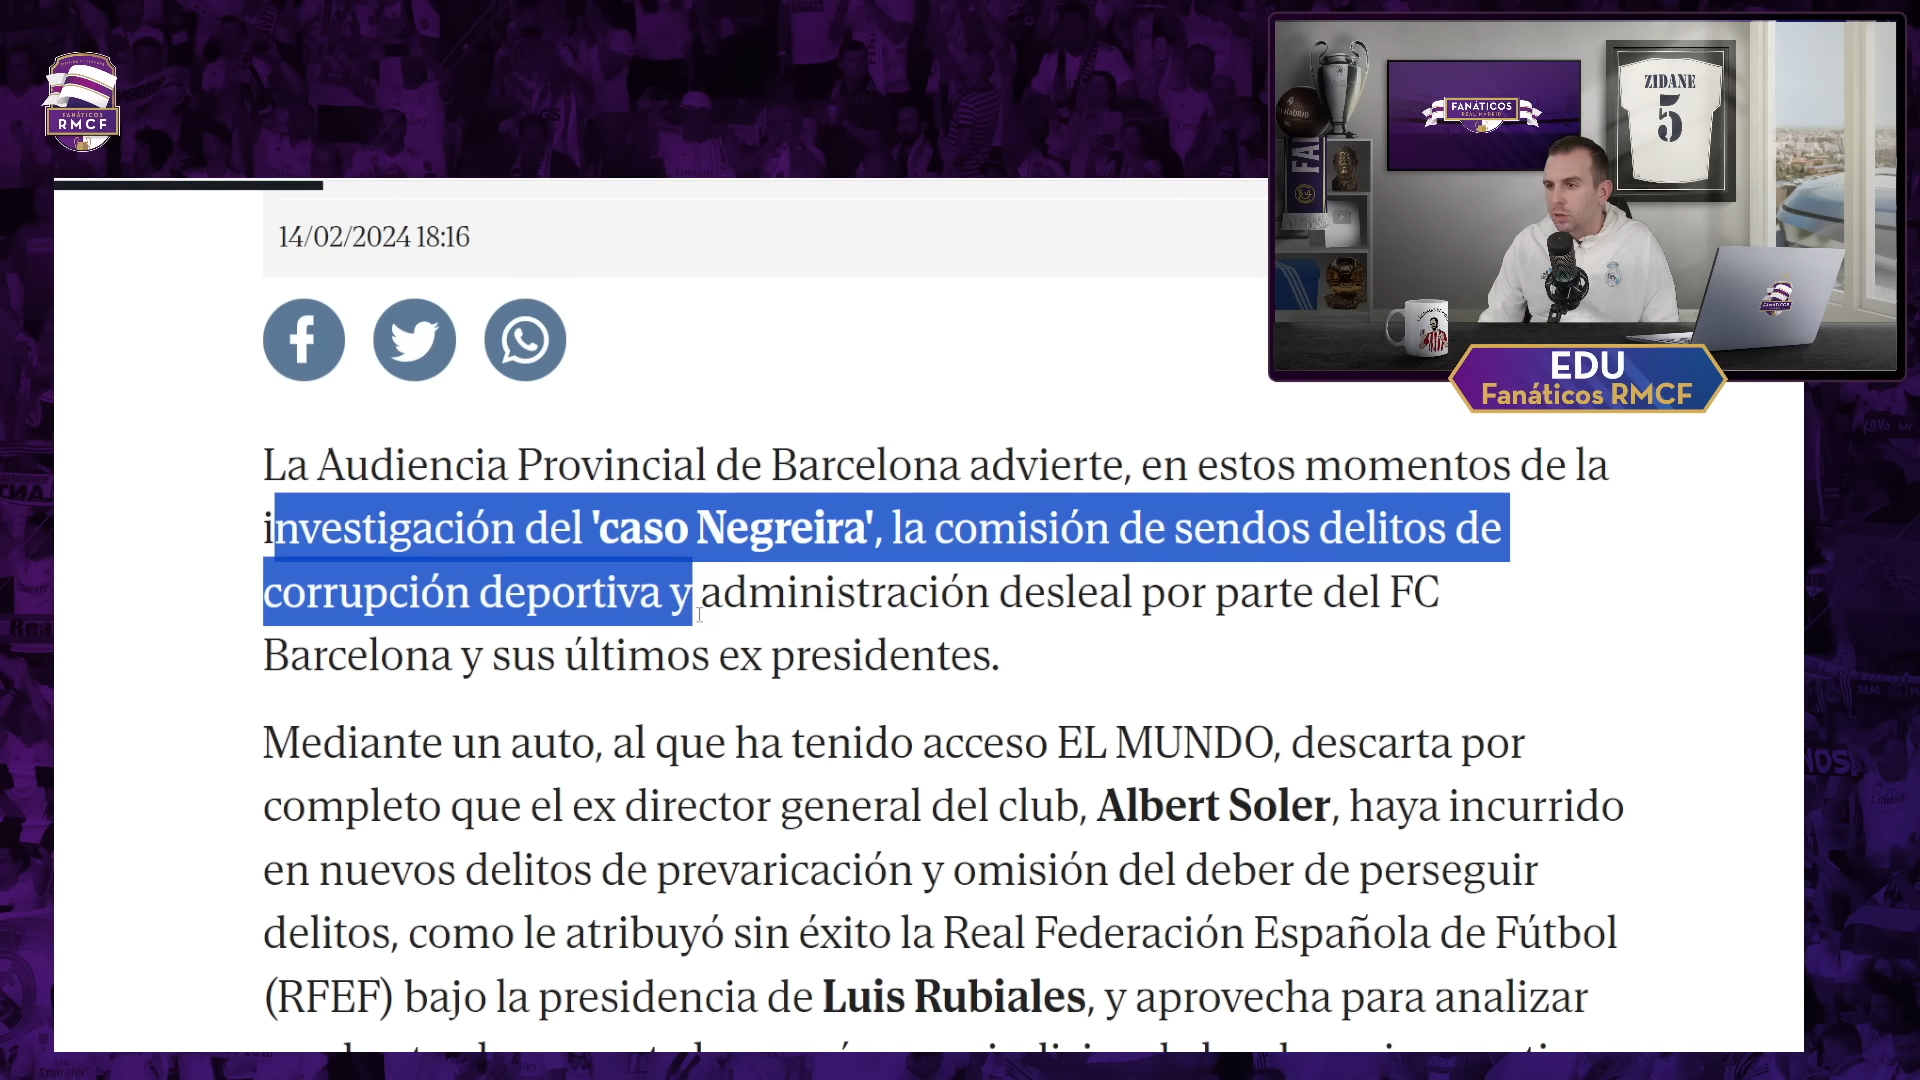 FANÁTICOS
RMCF
FANÁTICOS
REAL MADRID
ZIDANE
5
MADRID
FA
EDU
Fanáticos RMCF
14/02/2024 18:16
La Audiencia Provincial de Barcelona advierte, en estos momentos de la
investigación del 'caso Negreira', la comisión de sendos delitos de
corrupción deportiva y administración desleal por parte del FC
Barcelona y sus últimos ex presidentes.
Mediante un auto, al que ha tenido acceso EL MUNDO, descarta por
completo que el ex director general del club, Albert Soler, haya incurrido
en nuevos delitos de prevaricación y omisión del deber de perseguir
delitos, como le atribuyó sin éxito la Real Federación Española de Fútbol
(RFEF) bajo la presidencia de Luis Rubiales, y aprovecha para analizar